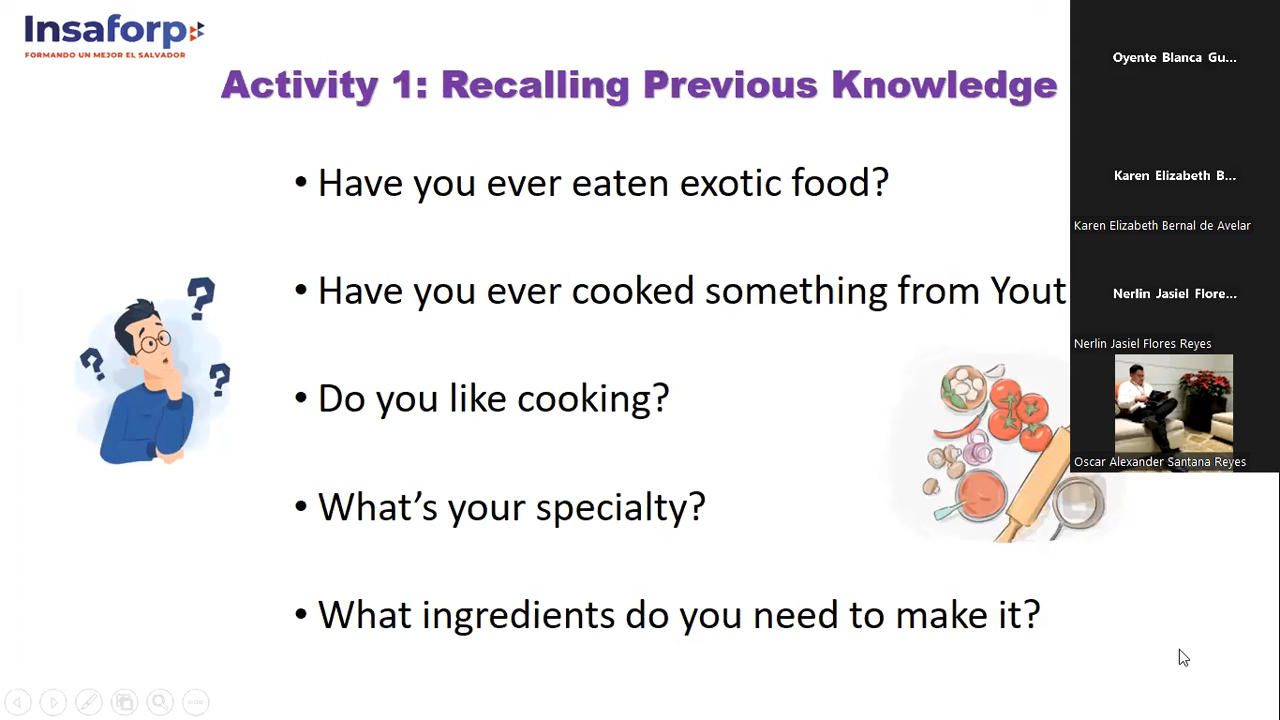 Insaforp
FORMANDO UN MEJOR EL SALVADOR
Activity 1: Recalling Previous Knowledge
• Have you ever eaten exotic food?
• Have you ever cooked something from Yout
• Do you like cooking?
• What's your specialty?
• What ingredients do you need to make it?
Oyente Blanca Gu...
Karen Elizabeth B...
Karen Elizabeth Bernal de Avelar
Nerlin Jasiel Flore...
Nerlin Jasiel Flores Reyes
Oscar Alexander Santana Reyes